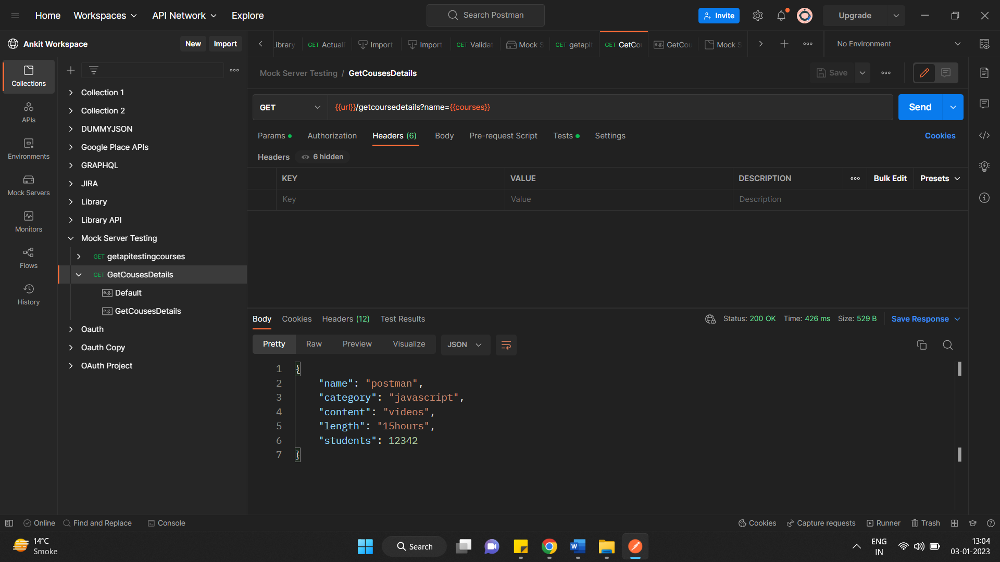 Home Workspaces API Network Explore Search Postman Invite Upgrade
Ankit Workspace New Import
Library GET Actual Import Import GET Validat Mock S GET getapit GET GetCou e.g. GetCou Mock S No Environment
Collections
APIs
Environments
Mock Servers
Monitors
Flows
History
Collection 1
Collection 2
DUMMYJSON
Google Place APIs
GRAPHQL
JIRA
Library
Library API
Mock Server Testing
GET getapitestingcourses
GET GetCousesDetails
e.g. Default
e.g. GetCousesDetails
Oauth
Oauth Copy
OAuth Project
Mock Server Testing / GetCousesDetails Save
GET {{url}}/getcoursedetails?name={{courses}} Send
Params Authorization Headers (6) Body Pre-request Script Tests Settings Cookies
Headers 6 hidden
KEY VALUE DESCRIPTION Bulk Edit Presets
Key Value Description
Body Cookies Headers (12) Test Results Status: 200 OK Time: 426 ms Size: 529 B Save Response
Pretty Raw Preview Visualize JSON
1 {
2 "name": "postman",
3 "category": "javascript",
4 "content": "videos",
5 "length": "15hours",
6 "students": 12342
7 }
Online Find and Replace Console Cookies Capture requests Runner Trash
14°C
Smoke
Search
ENG
IN
13:04
03-01-2023